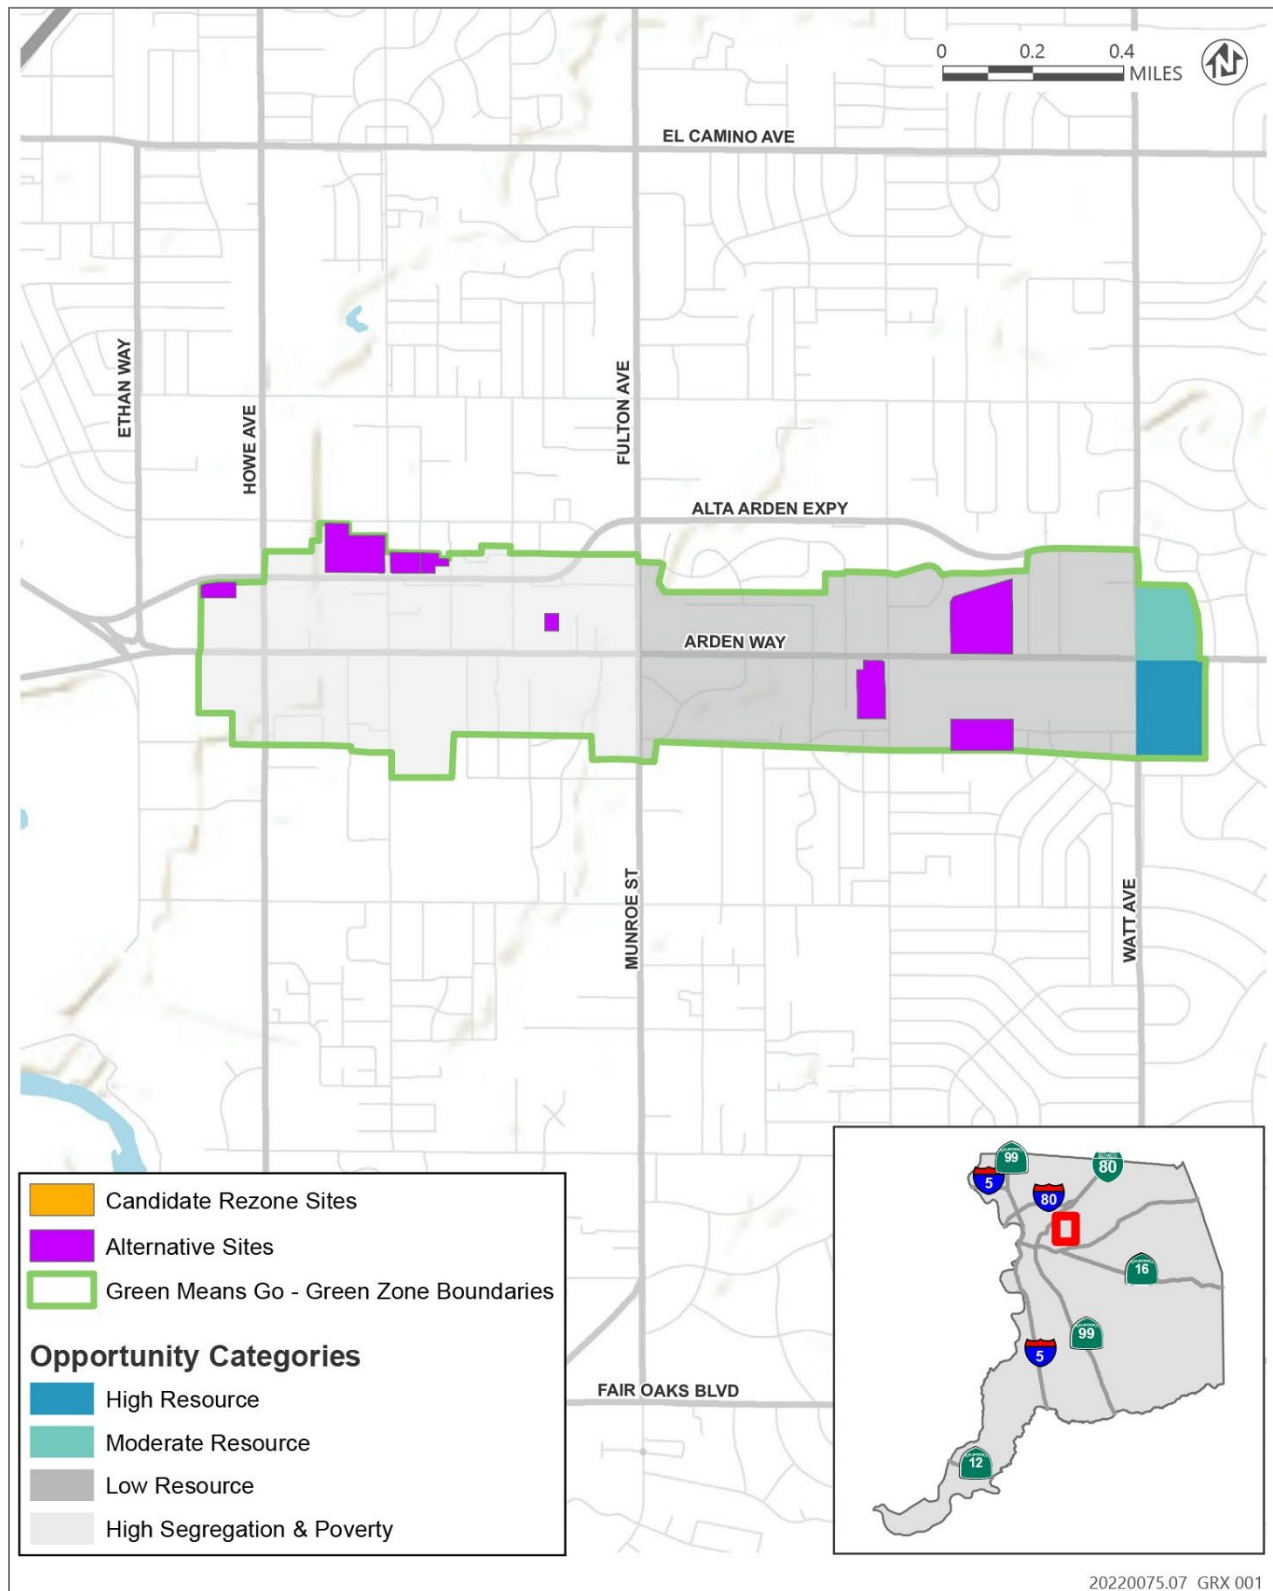 0 0.2 0.4
MILES
N
EL CAMINO AVE
ETHAN WAY
HOWE AVE
FULTON AVE
ALTA ARDEN EXPY
ARDEN WAY
MUNROE ST
WATT AVE
FAIR OAKS BLVD
Candidate Rezone Sites
Alternative Sites
Green Means Go - Green Zone Boundaries
Opportunity Categories
High Resource
Moderate Resource
Low Resource
High Segregation & Poverty
99
5
80
80
16
99
5
12
20220075.07 GRX 001